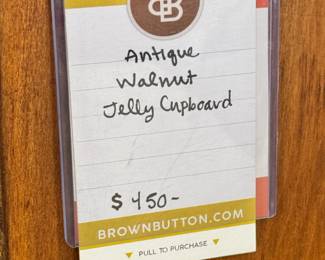 Antique
Walnut
Jelly Cupboard
$ 450-
BROWNBUTTON.COM
PULL TO PURCHASE